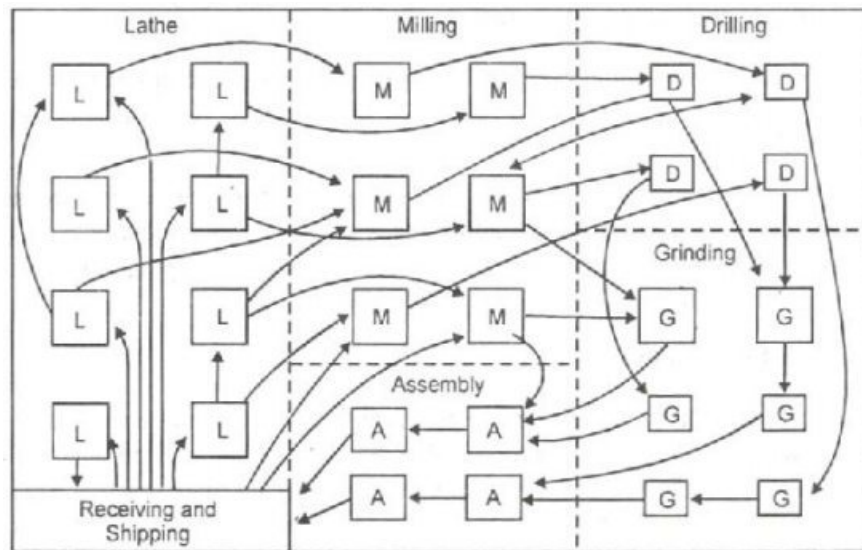 Lathe Milling Drilling
L L M M D D
L L M M D D
Grinding
L L M M G G
Assembly
L L A A G G
Receiving and
Shipping
A A G G